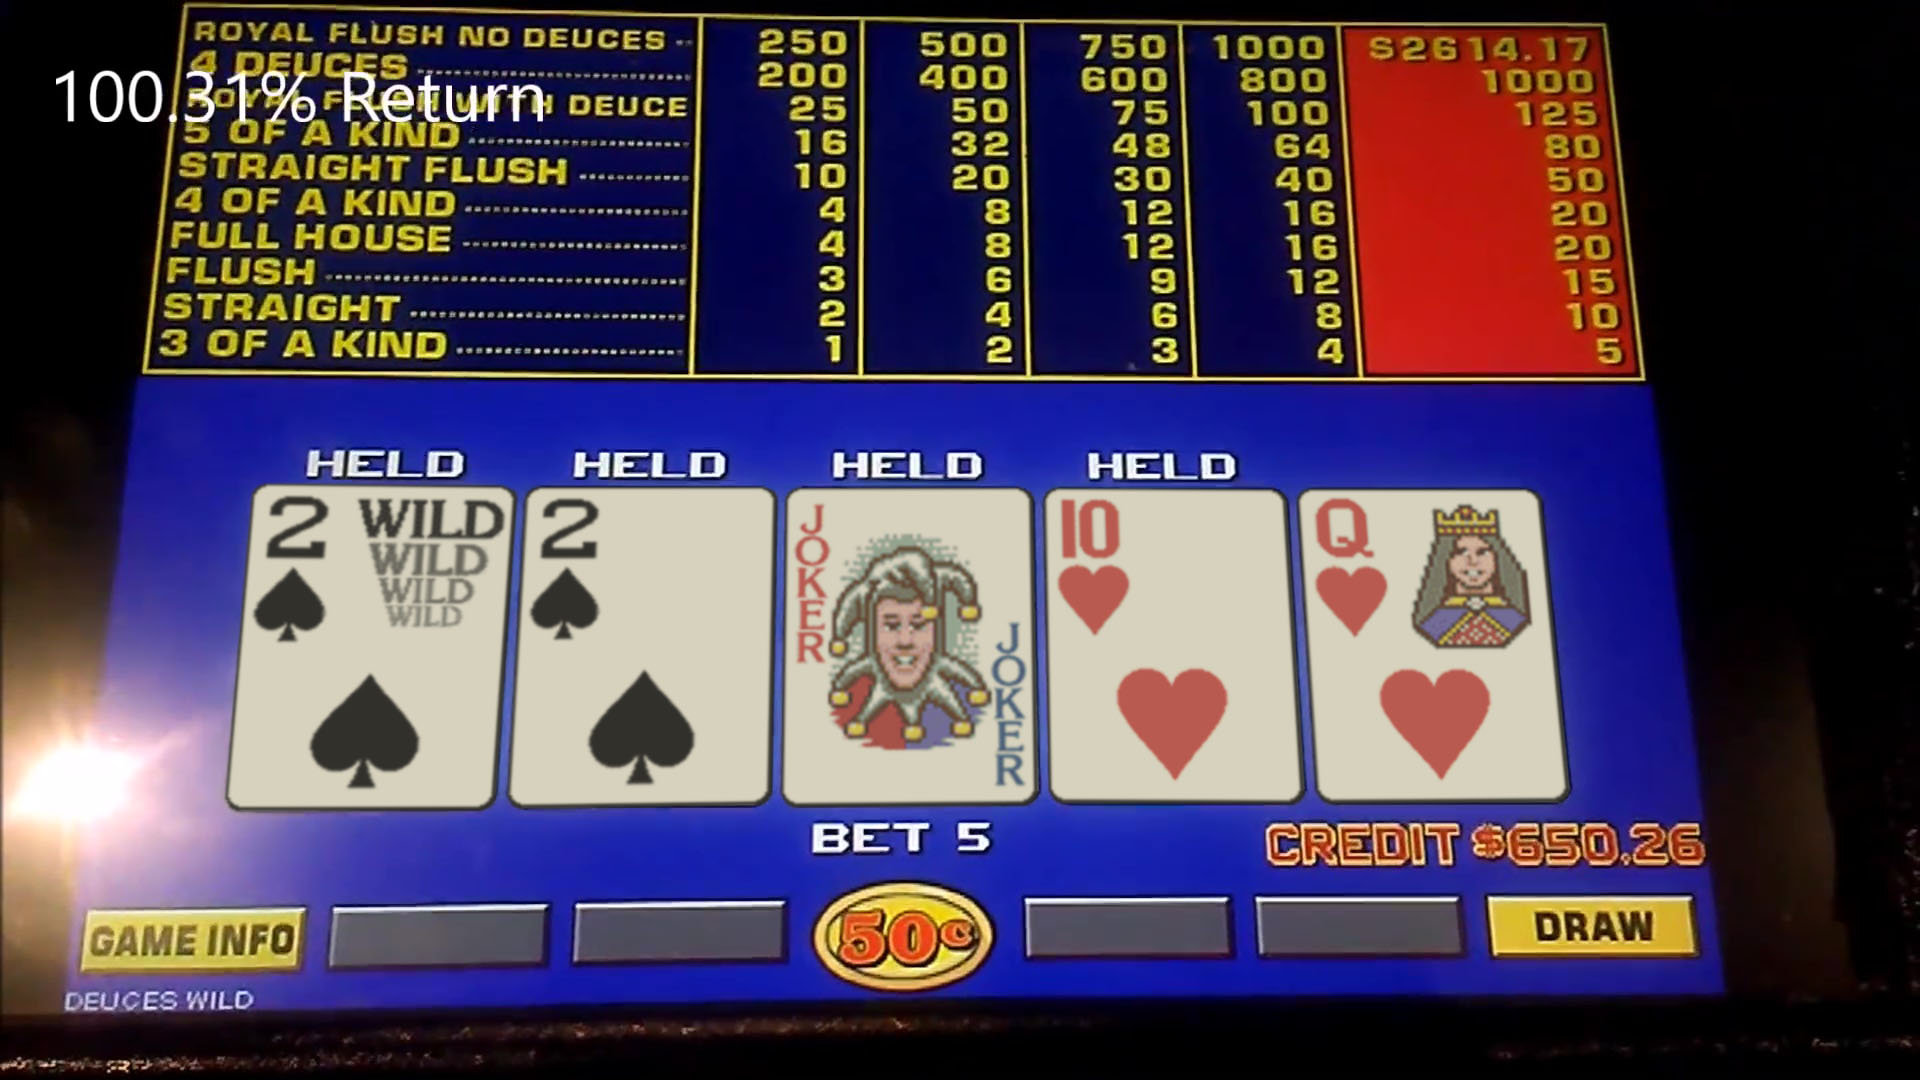 ROYAL FLUSH NO DEUCES 250 500 750 1000 $2614.17
4 DEUCES 200 400 600 800 1000
100.31% Return
ROYAL FLUSH WITH DEUCE 25 50 75 100 125
5 OF A KIND 16 32 48 64 80
STRAIGHT FLUSH 10 20 30 40 50
4 OF A KIND 4 8 12 16 20
FULL HOUSE 4 8 12 16 20
FLUSH 3 6 9 12 15
STRAIGHT 2 4 6 8 10
3 OF A KIND 1 2 3 4 5
HELD HELD HELD HELD
2 WILD 2 JOKER 10 Q
WILD
WILD
WILD
JOKER
BET 5 CREDIT $650.26
GAME INFO 50¢ DRAW
DEUCES WILD